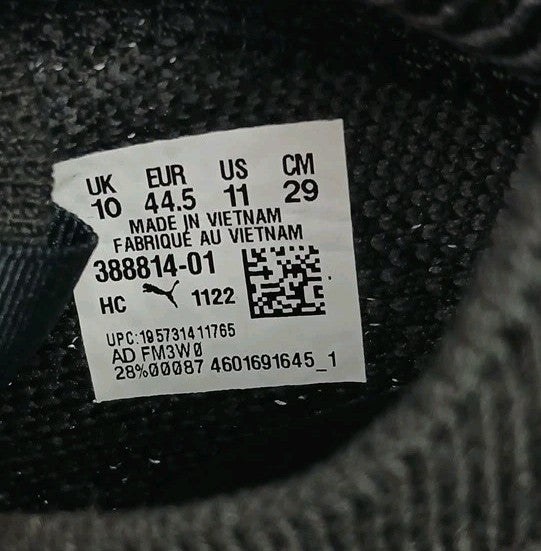 UK EUR US CM
10 44.5 11 29
MADE IN VIETNAM
FABRIQUÉ AU VIETNAM
388814-01
HC 1122
UPC:195731411765
AD FM3W0
28%00087 4601691645_1